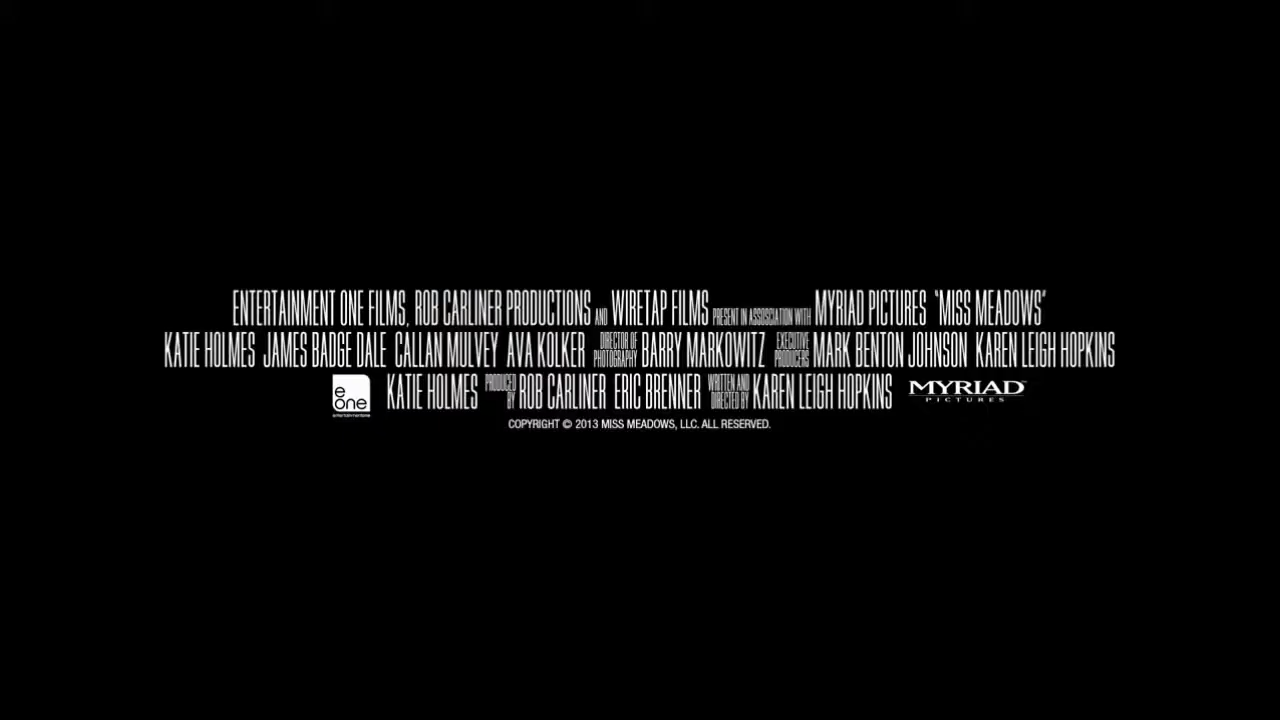 ENTERTAINMENT ONE FILMS, ROB CARLINER PRODUCTIONS AND WIRETAP FILMS PRESENT IN ASSOSCIATION WITH MYRIAD PICTURES "MISS MEADOWS"
KATIE HOLMES JAMES BADGE DALE CALLAN MULVEY AVA KOLKER DIRECTOR OF PHOTOGRAPHY BARRY MARKOWITZ EXECUTIVE PRODUCERS MARK BENTON JOHNSON KAREN LEIGH HOPKINS
e one entertainmentone KATIE HOLMES PRODUCED BY ROB CARLINER ERIC BRENNER WRITTEN AND DIRECTED BY KAREN LEIGH HOPKINS MYRIAD PICTURES
COPYRIGHT © 2013 MISS MEADOWS, LLC. ALL RESERVED.